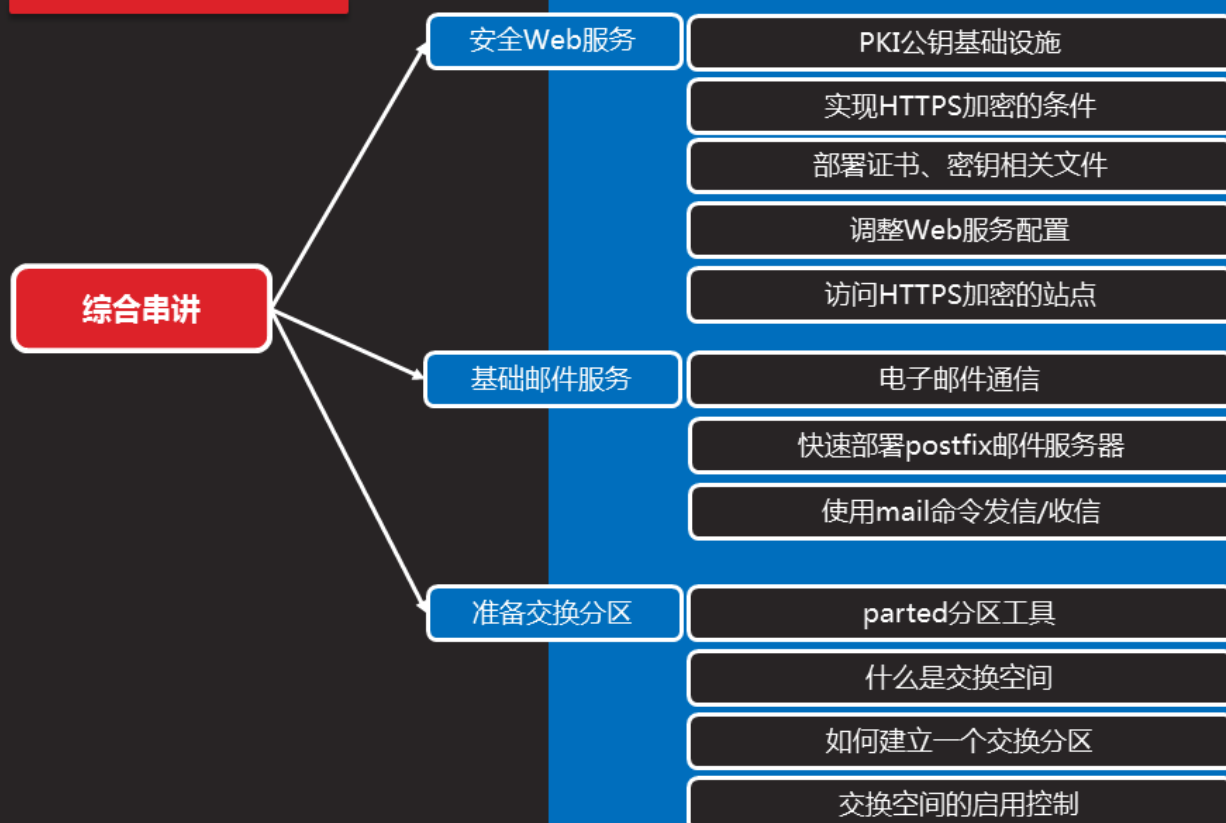 综合串讲
安全Web服务
PKI公钥基础设施
实现HTTPS加密的条件
部署证书、密钥相关文件
调整Web服务配置
访问HTTPS加密的站点
基础邮件服务
电子邮件通信
快速部署postfix邮件服务器
使用mail命令发信/收信
准备交换分区
parted分区工具
什么是交换空间
如何建立一个交换分区
交换空间的启用控制